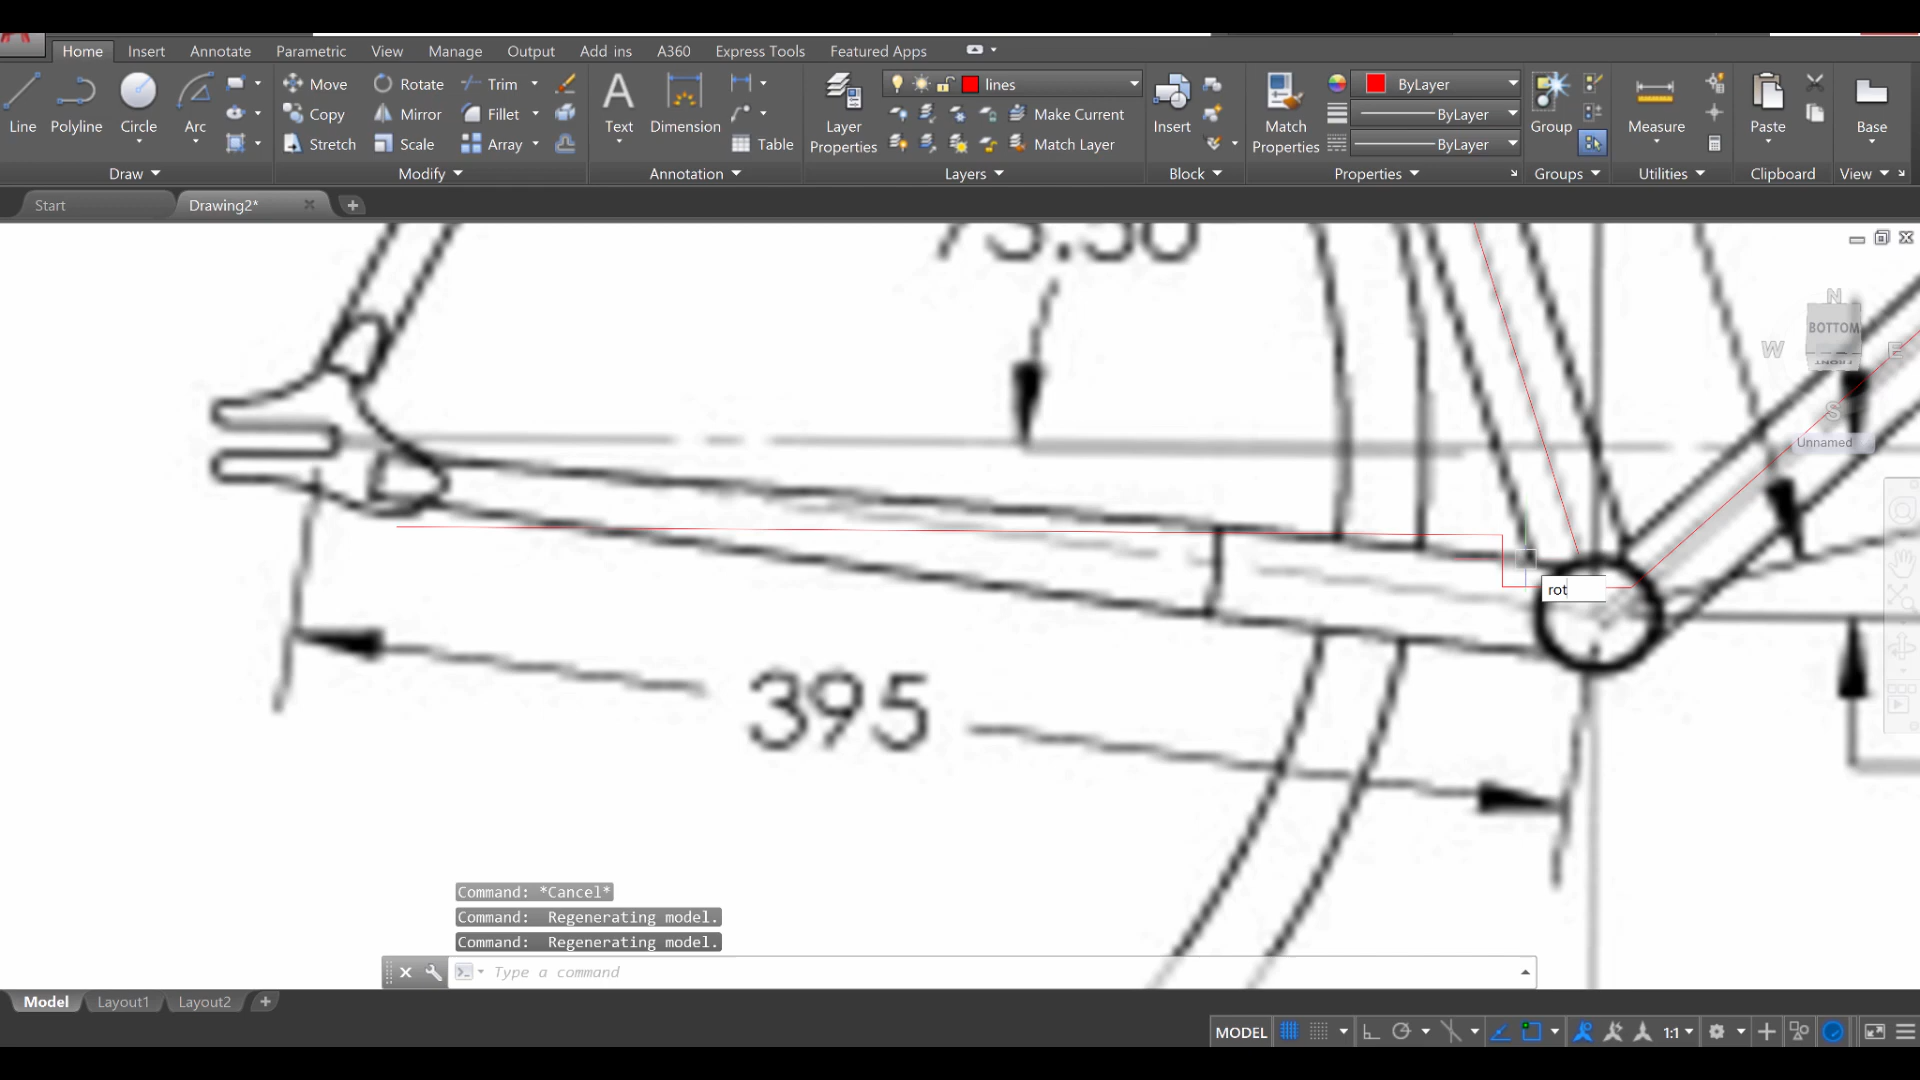 Home Insert Annotate Parametric View Manage Output Add ins A360 Express Tools Featured Apps
Line Polyline Circle Arc
Move Rotate Trim
Copy Mirror Fillet
Stretch Scale Array
Text Dimension Table
Layer Properties
lines
Make Current
Match Layer
Insert
Match Properties
ByLayer
ByLayer
ByLayer
Group
Measure
Paste
Base
Draw Modify Annotation Layers Block Properties Groups Utilities Clipboard View
Start Drawing2* +
N
BOTTOM
FRONT
W E
S
Unnamed
rot
395
Command: *Cancel*
Command: Regenerating model.
Command: Regenerating model.
Type a command
Model Layout1 Layout2 +
MODEL 1:1